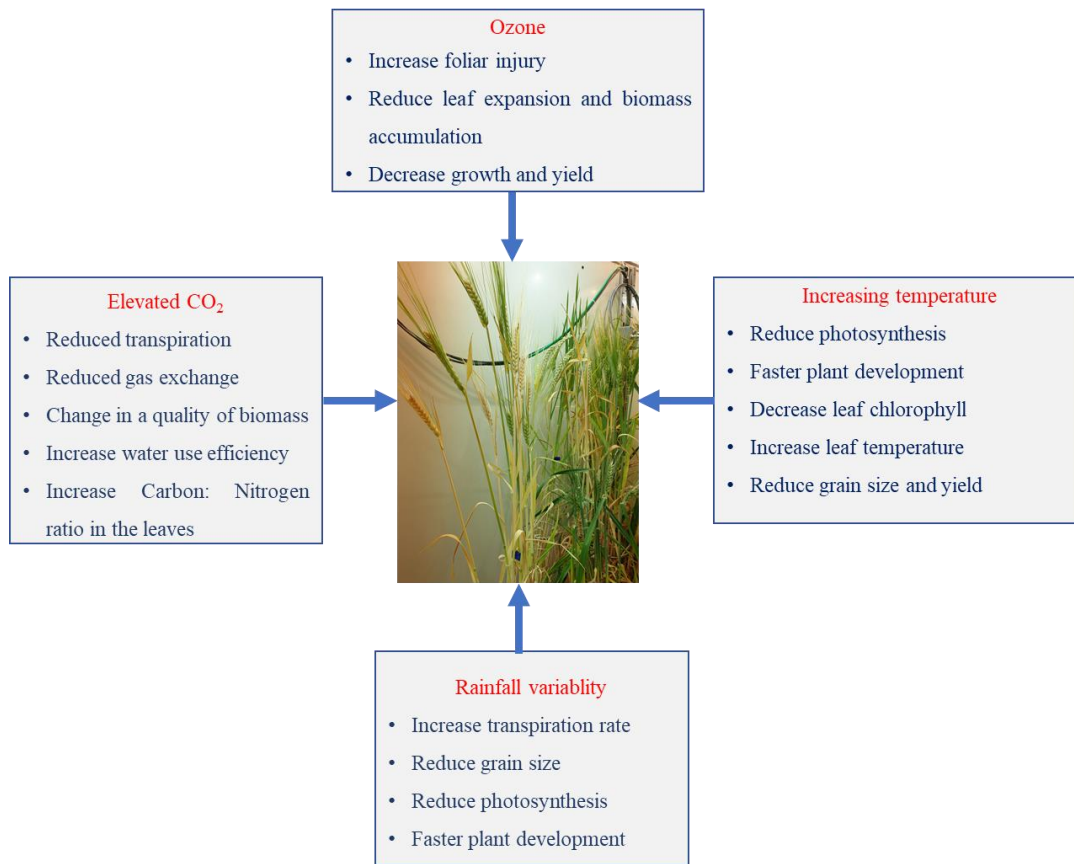 Ozone
• Increase foliar injury
• Reduce leaf expansion and biomass
accumulation
• Decrease growth and yield
Elevated CO₂
• Reduced transpiration
• Reduced gas exchange
• Change in a quality of biomass
• Increase water use efficiency
• Increase Carbon: Nitrogen
ratio in the leaves
Increasing temperature
• Reduce photosynthesis
• Faster plant development
• Decrease leaf chlorophyll
• Increase leaf temperature
• Reduce grain size and yield
Rainfall variablity
• Increase transpiration rate
• Reduce grain size
• Reduce photosynthesis
• Faster plant development